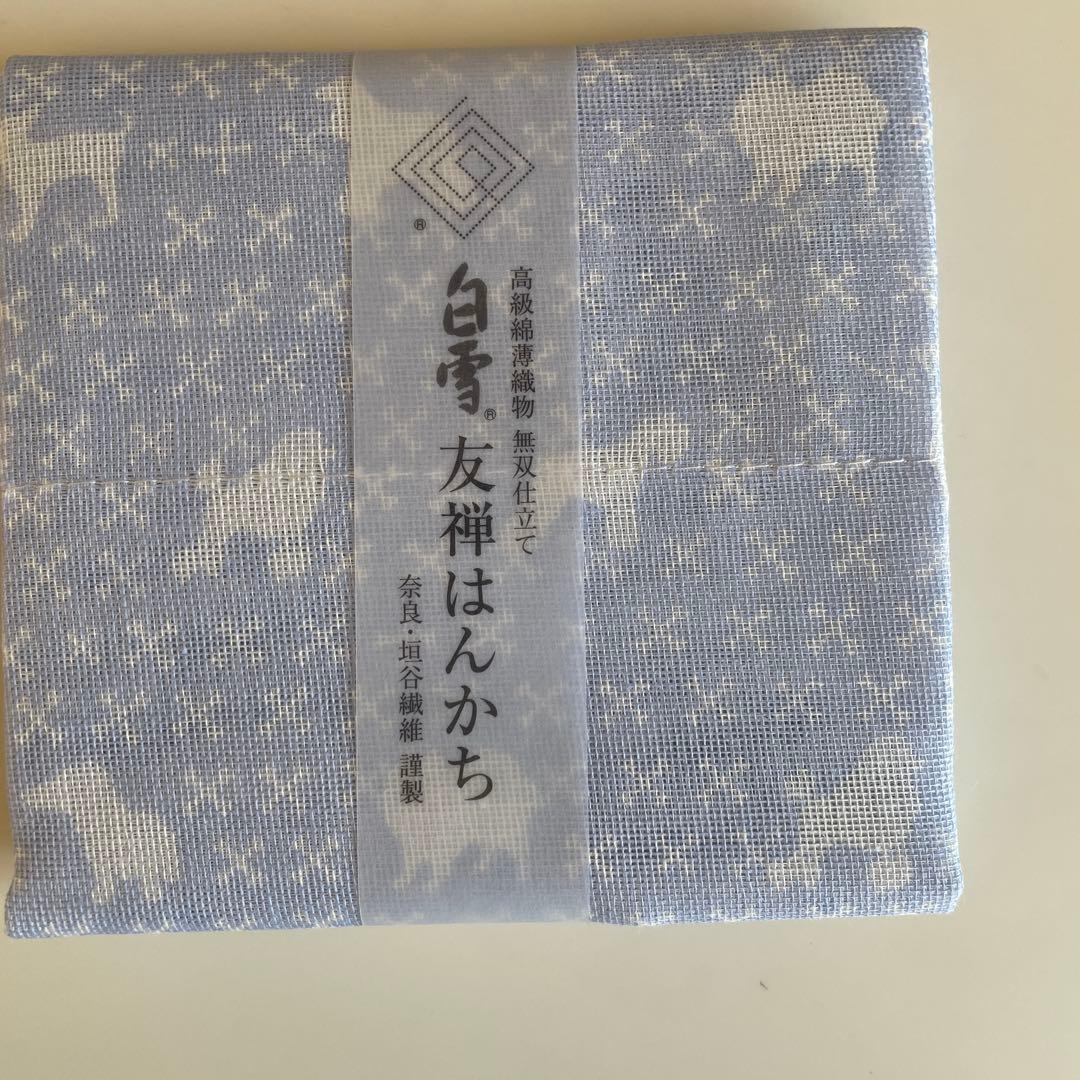 高級綿薄織物 無双仕立て
白雪® 友禅はんかち
奈良・垣谷繊維 謹製
®